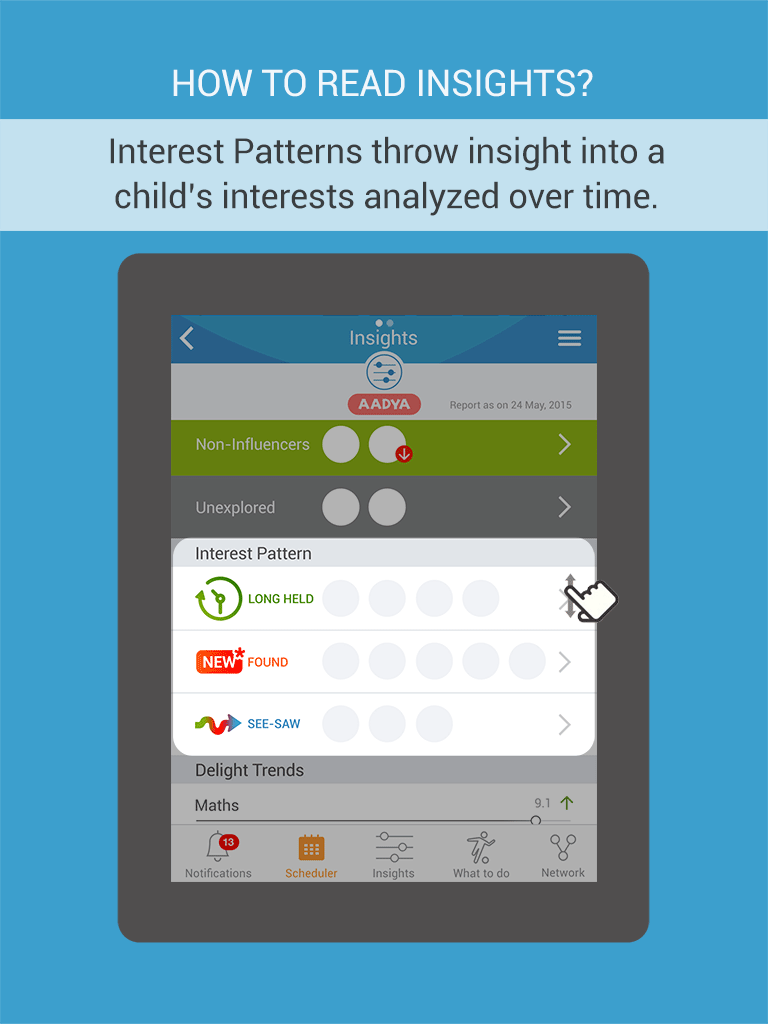 HOW TO READ INSIGHTS?
Interest Patterns throw insight into a
child's interests analyzed over time.
Insights
AADYA
Report as on 24 May, 2015
Non-Influencers
Unexplored
Interest Pattern
LONG HELD
NEW* FOUND
SEE-SAW
Delight Trends
Maths 9.1
13
Notifications Scheduler Insights What to do Network